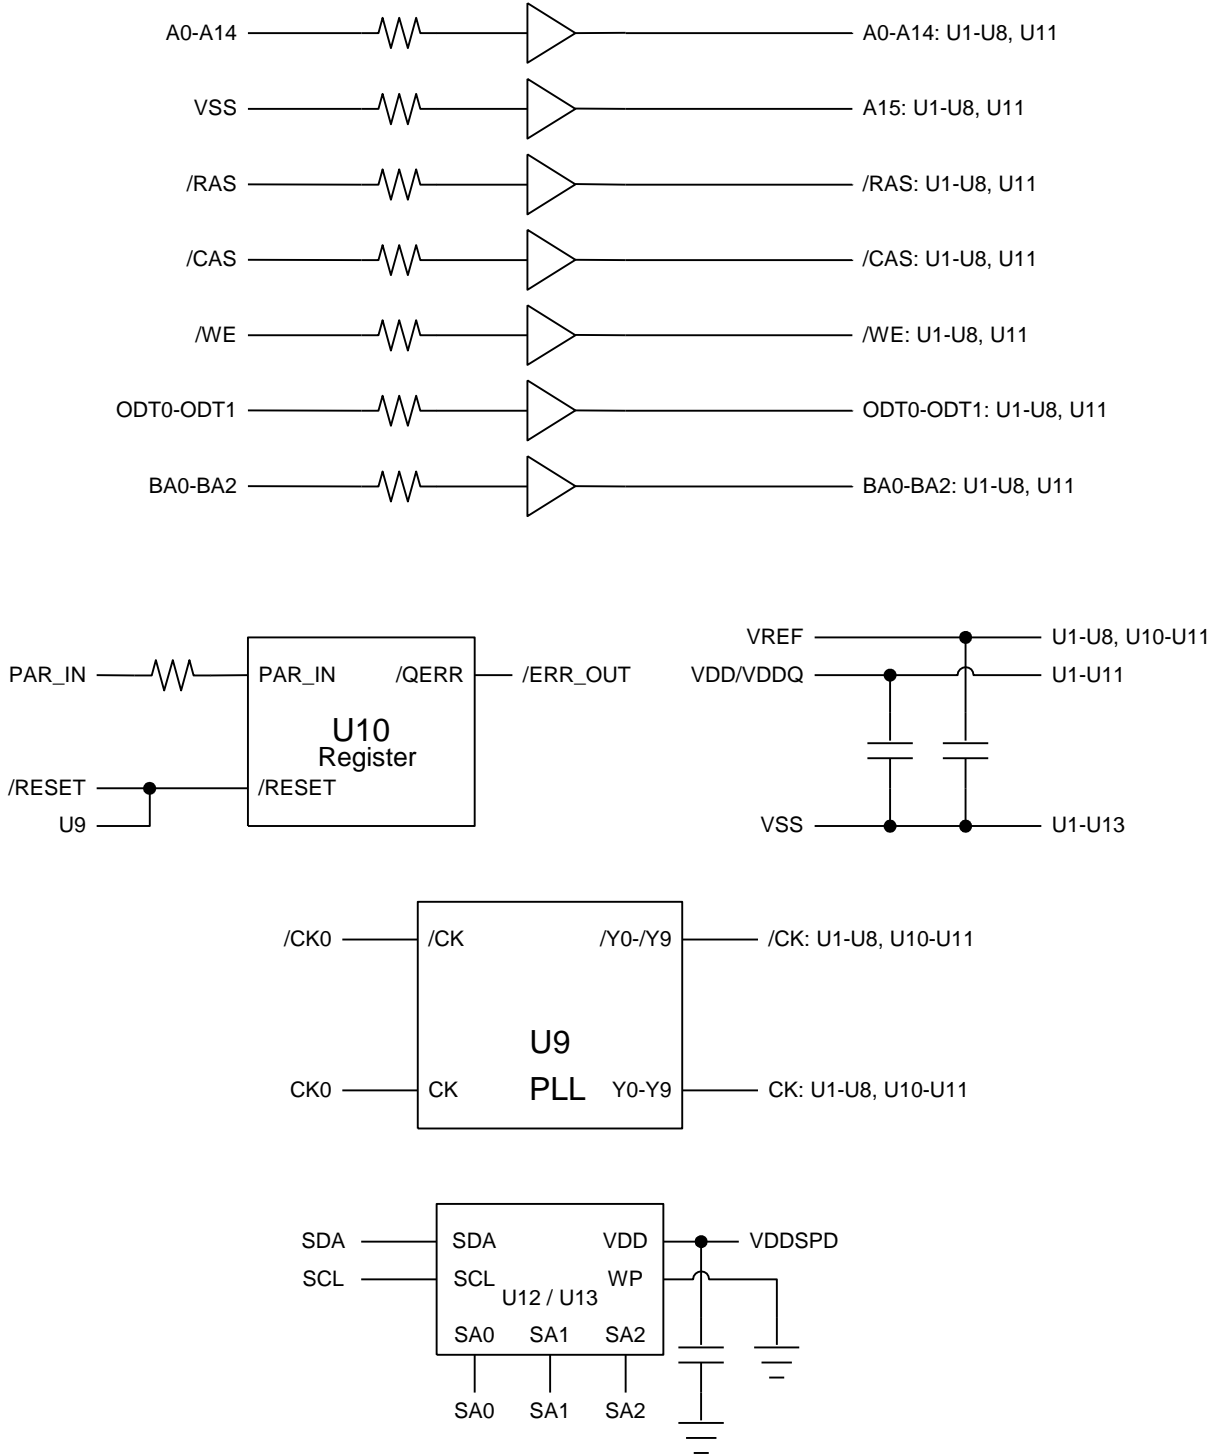 A0-A14 A0-A14: U1-U8, U11
VSS A15: U1-U8, U11
/RAS /RAS: U1-U8, U11
/CAS /CAS: U1-U8, U11
/WE /WE: U1-U8, U11
ODT0-ODT1 ODT0-ODT1: U1-U8, U11
BA0-BA2 BA0-BA2: U1-U8, U11
PAR_IN PAR_IN /QERR /ERR_OUT
U10
Register
/RESET /RESET
U9
VREF U1-U8, U10-U11
VDD/VDDQ U1-U11
VSS U1-U13
/CK0 /CK /Y0-/Y9 /CK: U1-U8, U10-U11
U9
PLL
CK0 CK Y0-Y9 CK: U1-U8, U10-U11
SDA SDA VDD VDDSPD
SCL SCL WP
U12 / U13
SA0 SA1 SA2
SA0 SA1 SA2